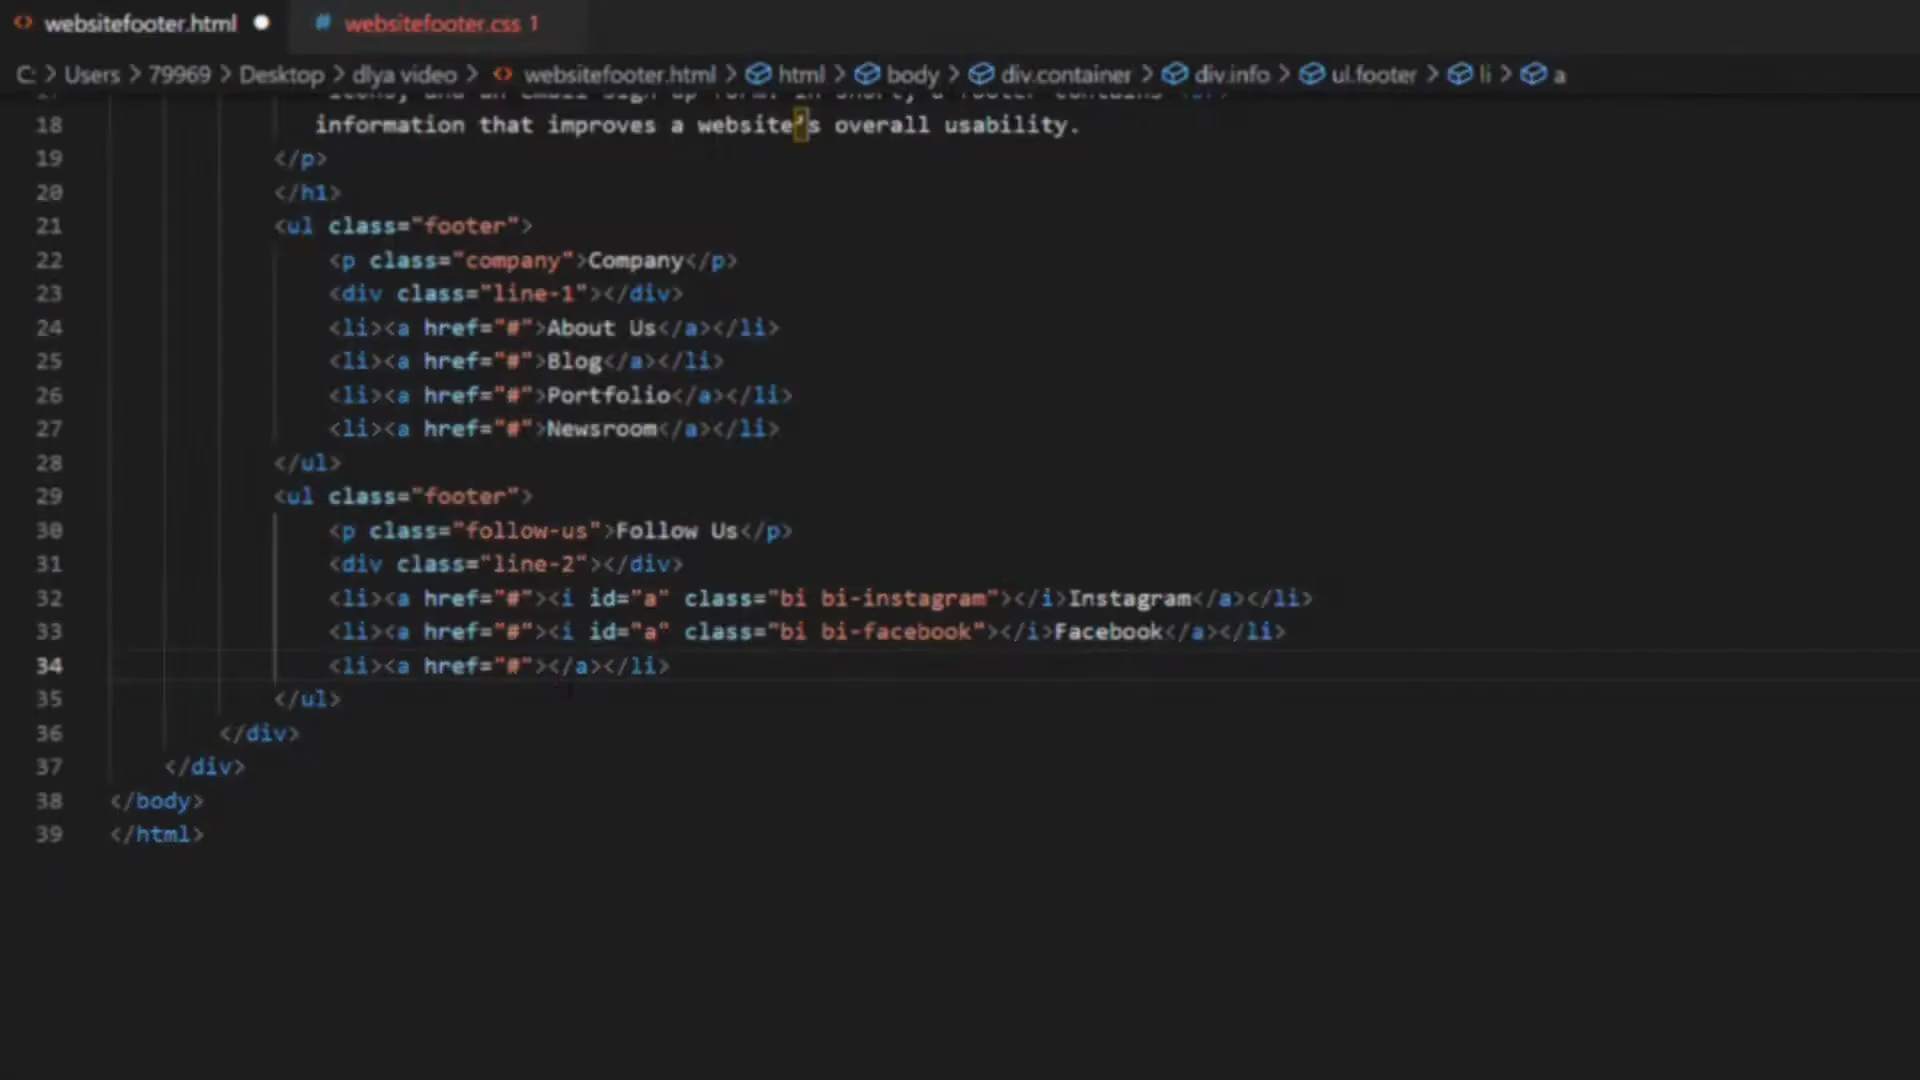 websitefooter.html
websitefooter.css 1
C: > Users > 79969 > Desktop > dlya video > websitefooter.html > html > body > div.container > div.info > ul.footer > li > a
18 information that improves a website's overall usability.
19 </p>
20 </h1>
21 <ul class="footer">
22 <p class="company">Company</p>
23 <div class="line-1"></div>
24 <li><a href="#">About Us</a></li>
25 <li><a href="#">Blog</a></li>
26 <li><a href="#">Portfolio</a></li>
27 <li><a href="#">Newsroom</a></li>
28 </ul>
29 <ul class="footer">
30 <p class="follow-us">Follow Us</p>
31 <div class="line-2"></div>
32 <li><a href="#"><i id="a" class="bi bi-instagram"></i>Instagram</a></li>
33 <li><a href="#"><i id="a" class="bi bi-facebook"></i>Facebook</a></li>
34 <li><a href="#"></a></li>
35 </ul>
36 </div>
37 </div>
38 </body>
39 </html>